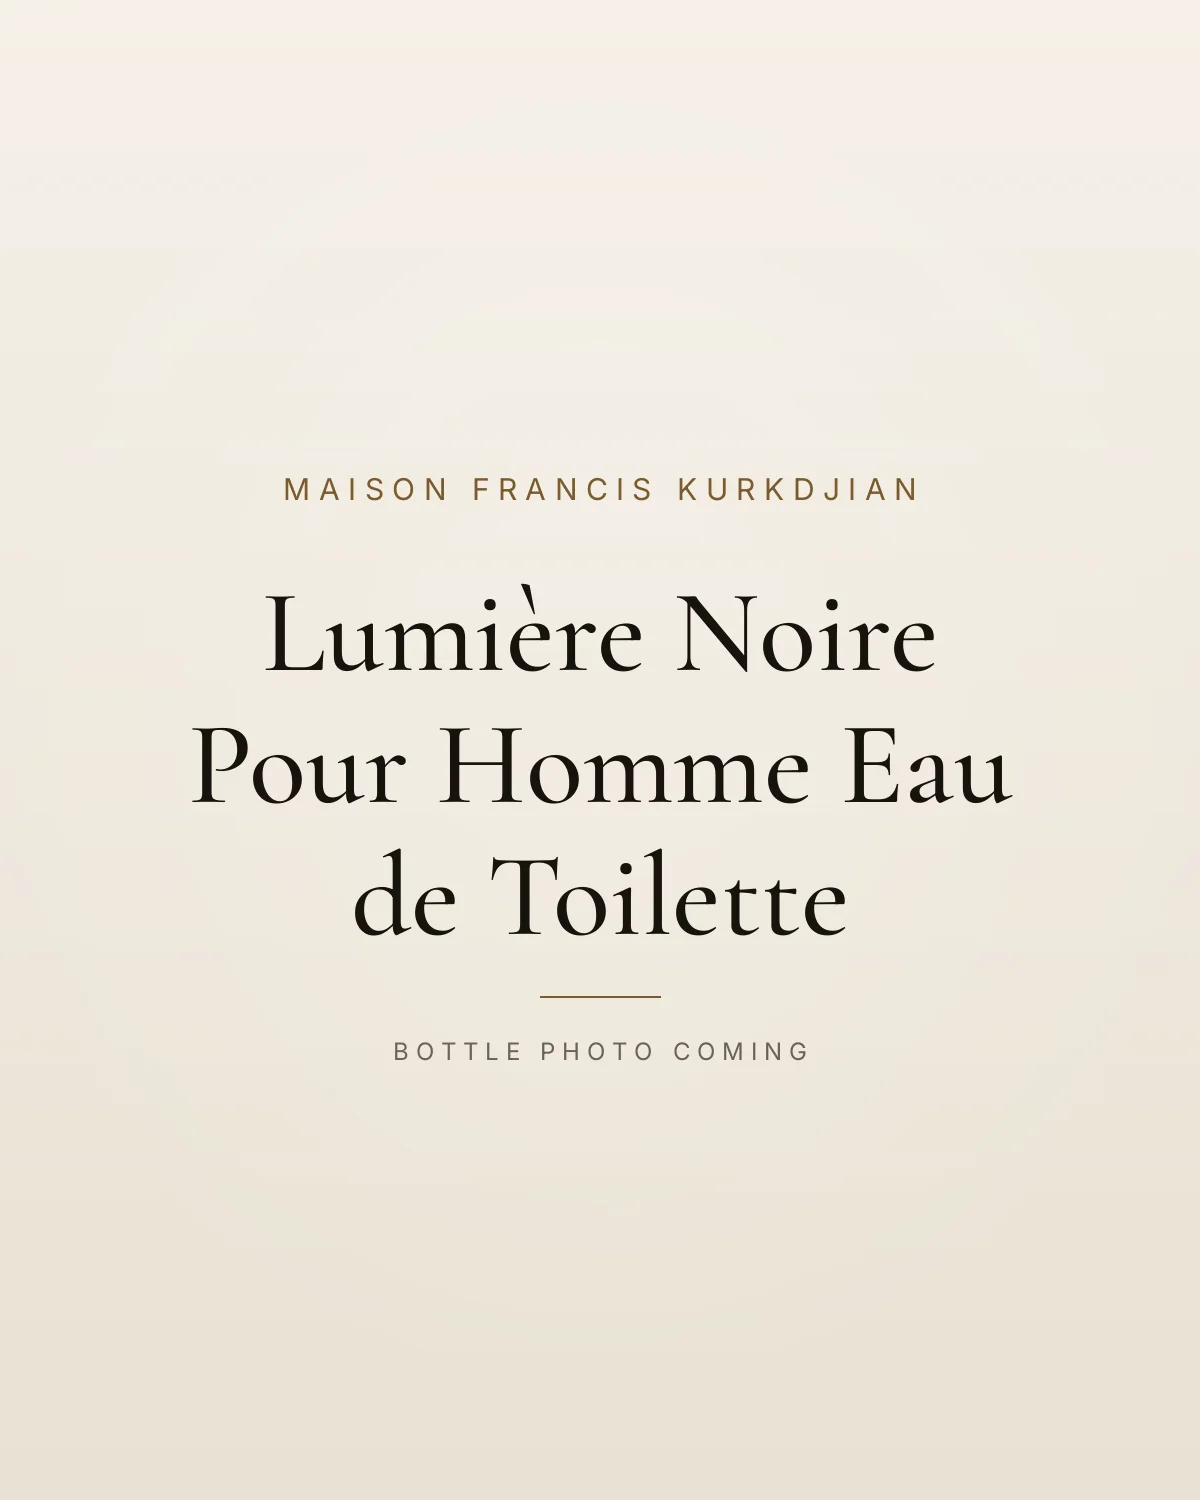 MAISON FRANCIS KURKDJIAN
Lumière Noire
Pour Homme Eau
de Toilette
BOTTLE PHOTO COMING